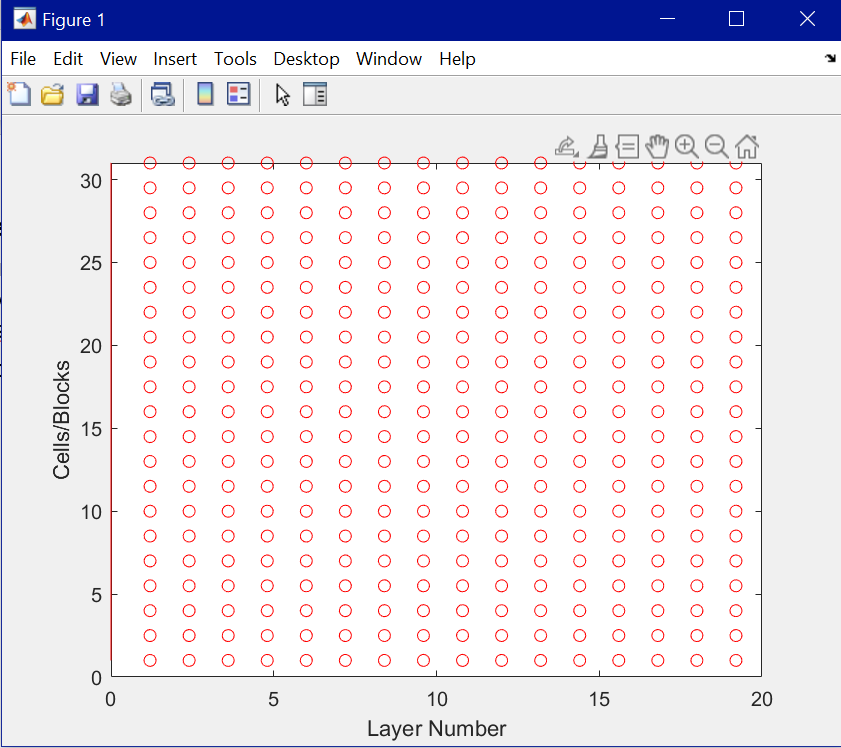 Figure 1
File Edit View Insert Tools Desktop Window Help
30
25
20
15
10
5
0
Cells/Blocks
0 5 10 15 20
Layer Number